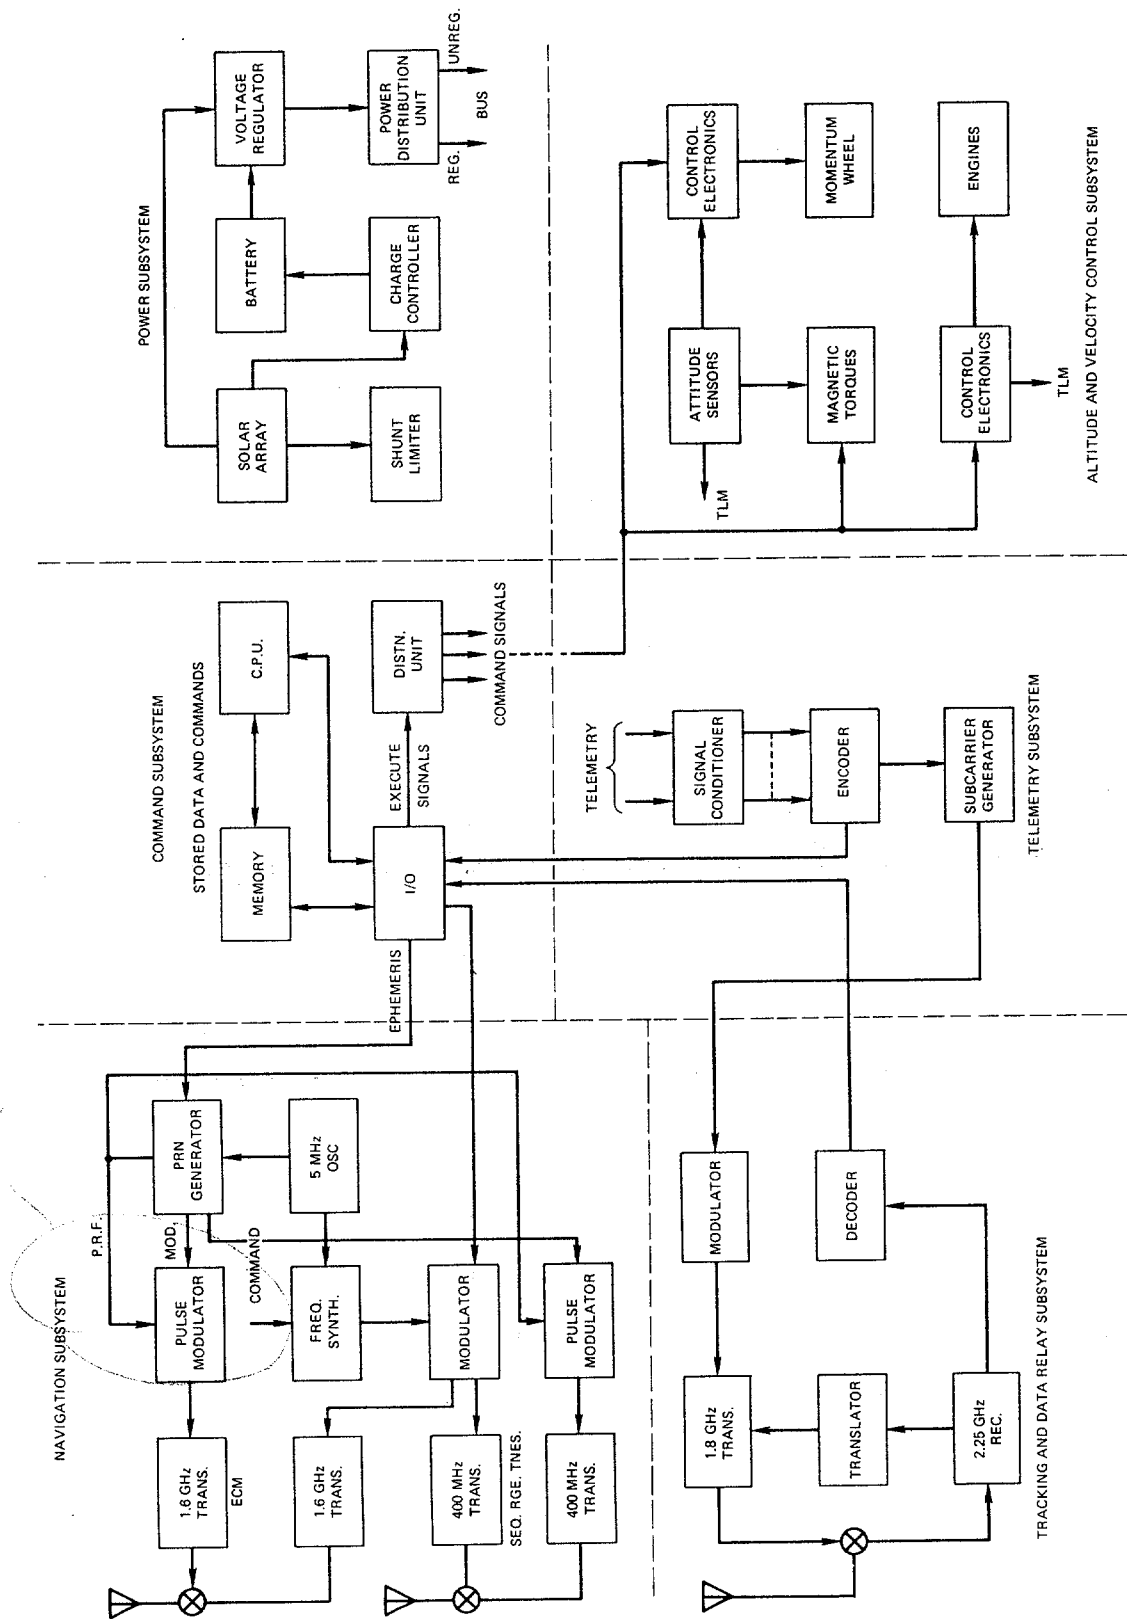 NAVIGATION SUBSYSTEM
P.R.F.
PULSE
MODULATOR
MOD.
PRN
GENERATOR
1.6 GHz
TRANS.
ECM
COMMAND
FREQ.
SYNTH.
5 MHz
OSC
1.6 GHz
TRANS.
400 MHz
TRANS.
SEQ. RGE. TNES.
MODULATOR
400 MHz
TRANS.
PULSE
MODULATOR
COMMAND SUBSYSTEM
STORED DATA AND COMMANDS
MEMORY
C.P.U.
EPHEMERIS
I/O
EXECUTE
SIGNALS
DISTN.
UNIT
COMMAND SIGNALS
POWER SUBSYSTEM
SOLAR
ARRAY
BATTERY
VOLTAGE
REGULATOR
SHUNT
LIMITER
CHARGE
CONTROLLER
POWER
DISTRIBUTION
UNIT
REG.
UNREG.
BUS
1.8 GHz
TRANS.
MODULATOR
TRANSLATOR
DECODER
2.25 GHz
REC.
TRACKING AND DATA RELAY SUBSYSTEM
TELEMETRY
SIGNAL
CONDITIONER
ENCODER
SUBCARRIER
GENERATOR
TELEMETRY SUBSYSTEM
TLM
ATTITUDE
SENSORS
CONTROL
ELECTRONICS
MAGNETIC
TORQUES
MOMENTUM
WHEEL
CONTROL
ELECTRONICS
ENGINES
TLM
ALTITUDE AND VELOCITY CONTROL SUBSYSTEM